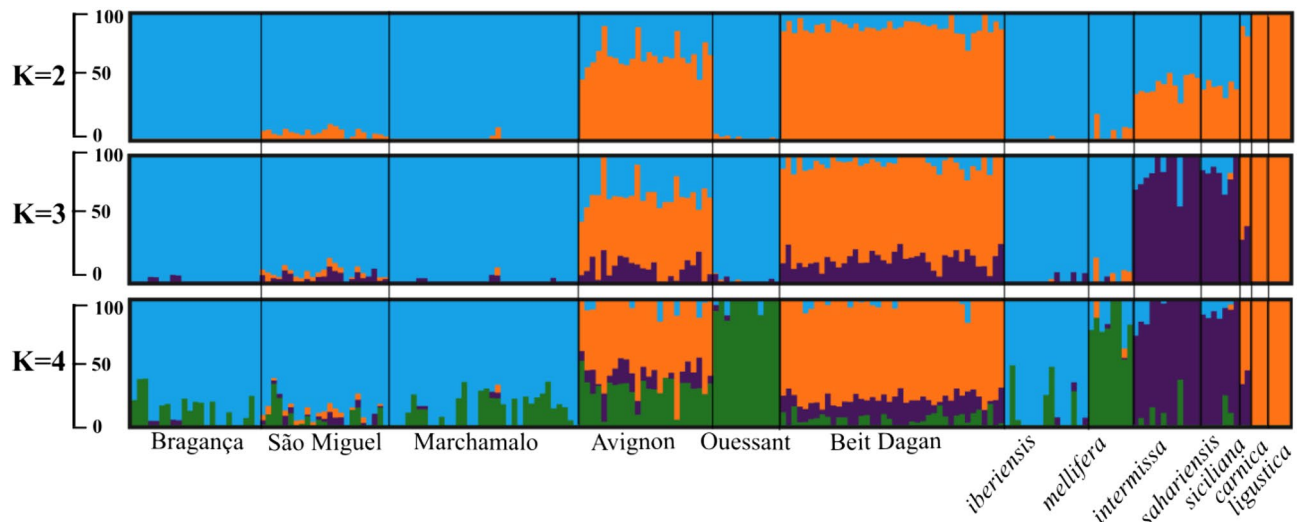 100
K=2
50
0
100
K=3
50
0
100
K=4
50
0
Bragança São Miguel Marchamalo Avignon Ouessant Beit Dagan iberiensis mellifera intermissa sahariensis siciliana carnica ligustica